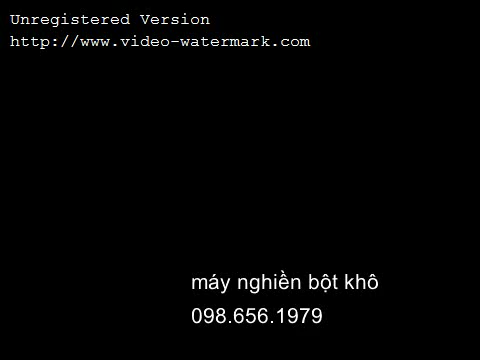 Unregistered Version
http://www.video-watermark.com
máy nghiền bột khô
098.656.1979